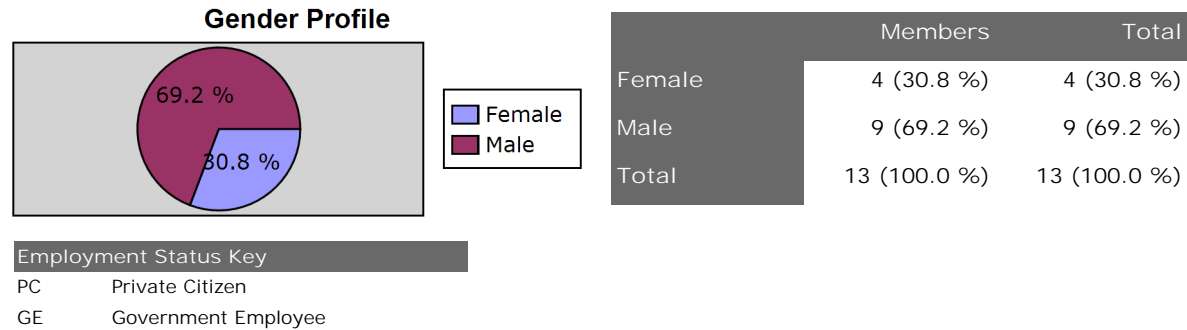 Gender Profile
69.2 %
30.8 %
Female
Male
Members Total
Female 4 (30.8 %) 4 (30.8 %)
Male 9 (69.2 %) 9 (69.2 %)
Total 13 (100.0 %) 13 (100.0 %)
Employment Status Key
PC Private Citizen
GE Government Employee